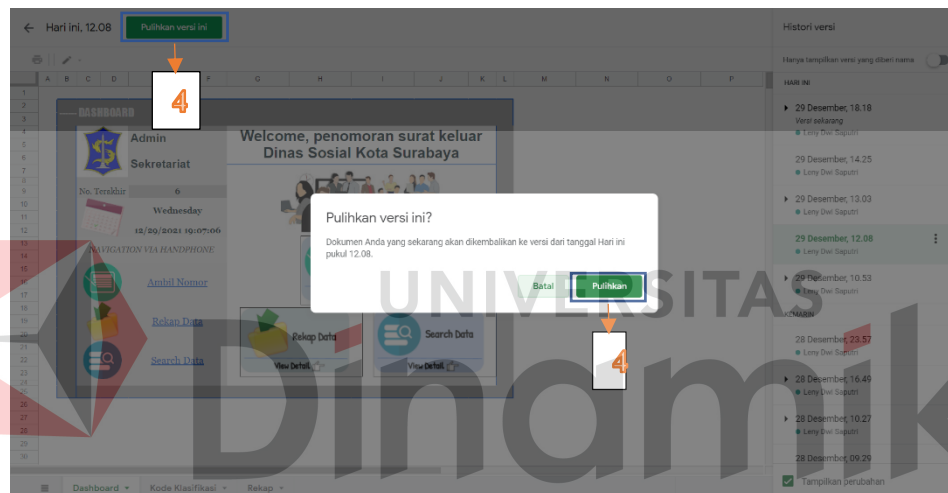 Hari ini, 12.08
Pulihkan versi ini
Histori versi
Hanya tampilkan versi yang diberi nama
HARI INI
A B C D F G H I J K L M N O P
4
DASHBOARD
Admin
Sekretariat
Welcome, penomoran surat keluar
Dinas Sosial Kota Surabaya
No. Terakhir 6
Wednesday
12/29/2021 19:07:06
NAVIGATION VIA HANDPHONE
Ambil Nomor
Rekap Data
Search Data
Rekap Data
View Detail
Search Data
View Detail
Pulihkan versi ini?
Dokumen Anda yang sekarang akan dikembalikan ke versi dari tanggal Hari ini
pukul 12.08.
Batal
Pulihkan
4
29 Desember, 18.18
Versi sekarang
Leny Dwi Saputri
29 Desember, 14.25
Leny Dwi Saputri
29 Desember, 13.03
Leny Dwi Saputri
29 Desember, 12.08
Leny Dwi Saputri
29 Desember, 10.53
Leny Dwi Saputri
KEMARIN
28 Desember, 23.57
Leny Dwi Saputri
28 Desember, 16.49
Leny Dwi Saputri
28 Desember, 10.27
Leny Dwi Saputri
28 Desember, 09.29
Tampilkan perubahan
UNIVERSITAS
Dinamik
Dashboard
Kode Klasifikasi
Rekap